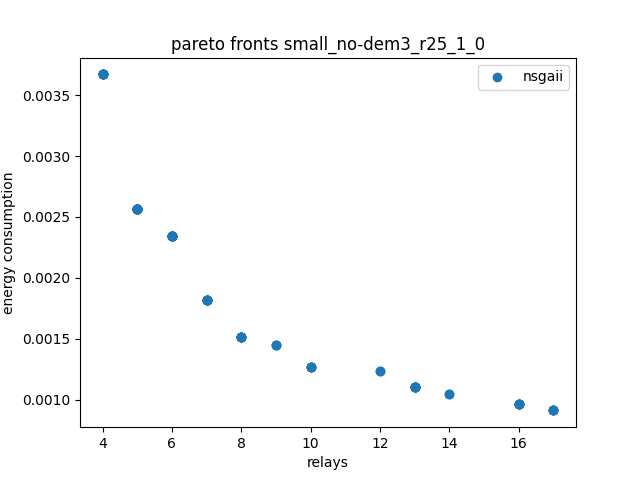 pareto fronts small_no-dem3_r25_1_0
nsgaii
0.0035
0.0030
0.0025
0.0020
0.0015
0.0010
energy consumption
4 6 8 10 12 14 16
relays